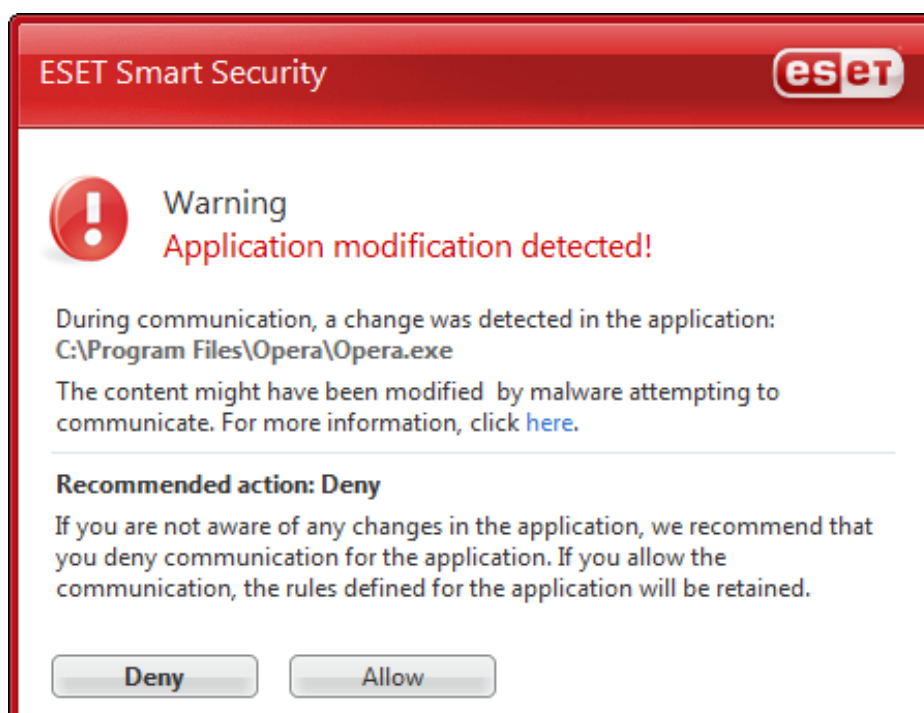 ESET Smart Security
eseT
Warning
Application modification detected!
During communication, a change was detected in the application:
C:\Program Files\Opera\Opera.exe
The content might have been modified  by malware attempting to
communicate. For more information, click here.
Recommended action: Deny
If you are not aware of any changes in the application, we recommend that
you deny communication for the application. If you allow the
communication, the rules defined for the application will be retained.
Deny
Allow